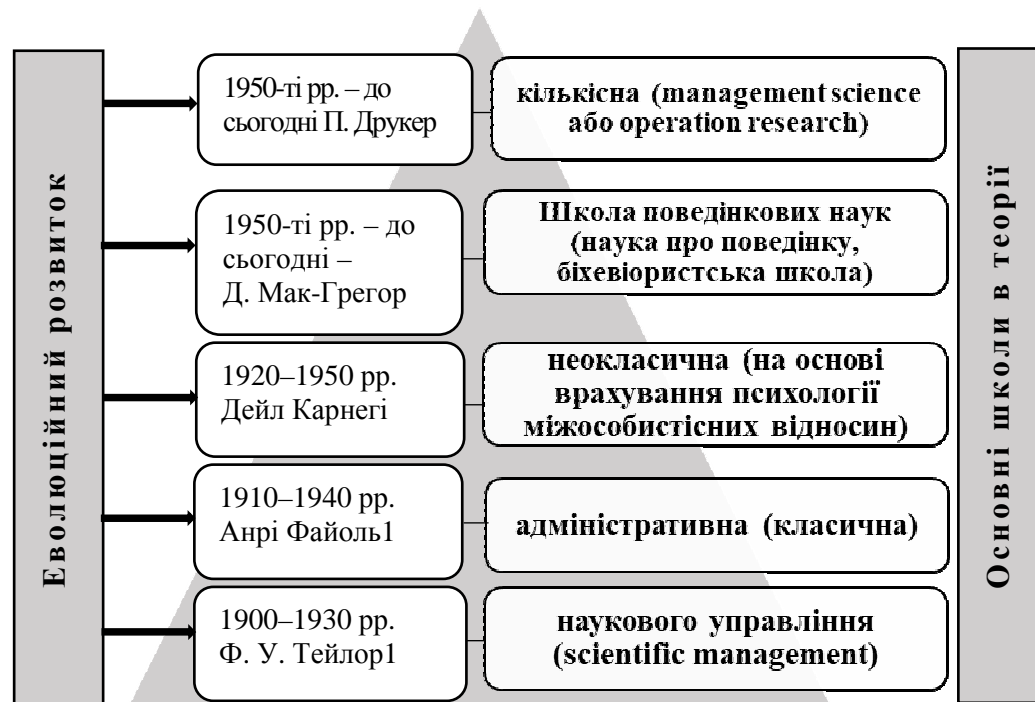 Еволюційний розвиток
1950-ті рр. – до
сьогодні П. Друкер
кількісна (management science
або operation research)
1950-ті рр. – до
сьогодні –
Д. Мак-Грегор
Школа поведінкових наук
(наука про поведінку,
біхевіористська школа)
1920–1950 рр.
Дейл Карнегі
неокласична (на основі
врахування психології
міжособистісних відносин)
1910–1940 рр.
Анрі Файоль1
адміністративна (класична)
1900–1930 рр.
Ф. У. Тейлор1
наукового управління
(scientific management)
Основні школи в теорії